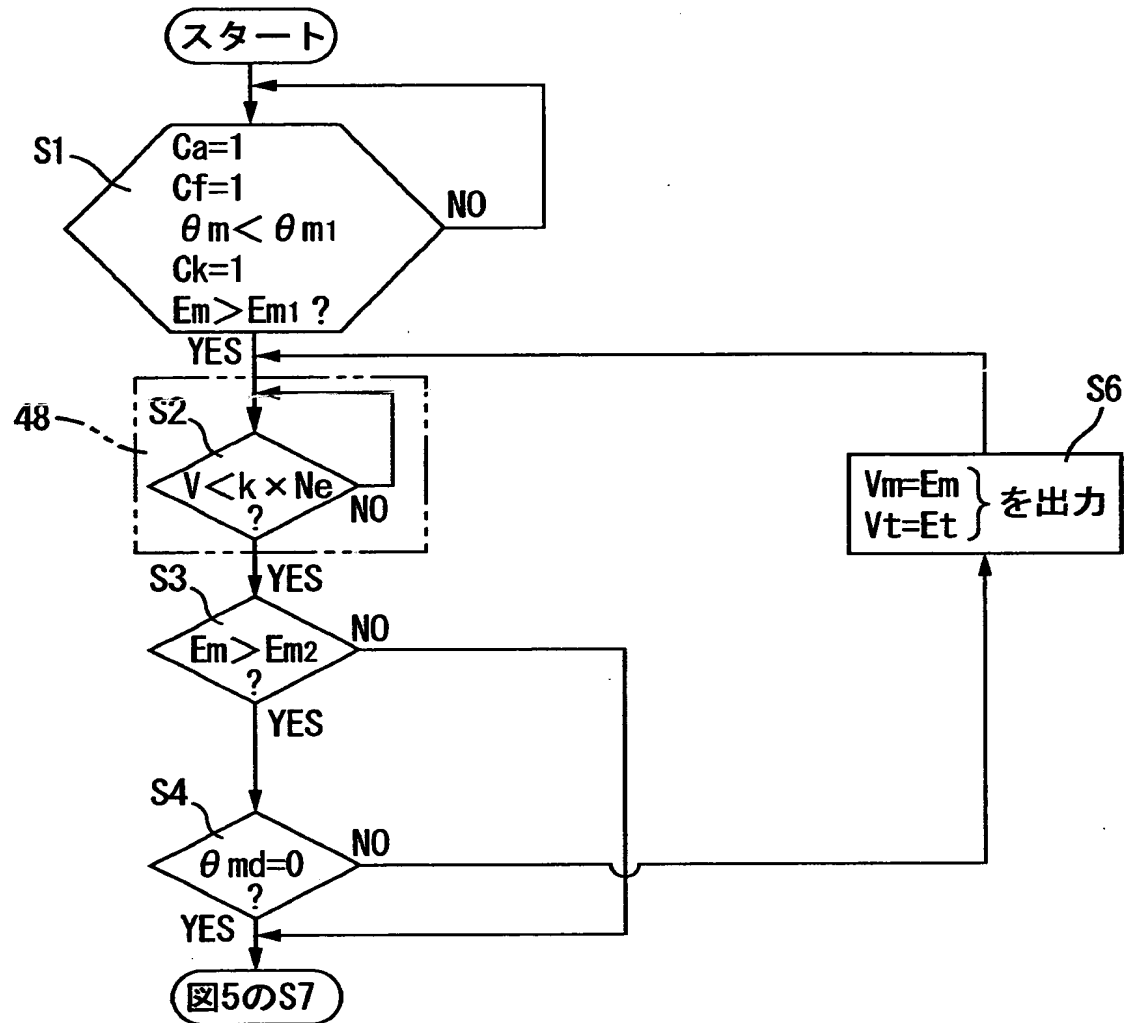 スタート
S1
Ca=1
Cf=1
θm＜θm1
Ck=1
Em＞Em1 ?
NO
YES
48
S2
V＜k×Ne
?
NO
YES
S6
Vm=Em
Vt=Et
を出力
S3
Em＞Em2
?
NO
YES
S4
θmd=0
?
NO
YES
図5のS7